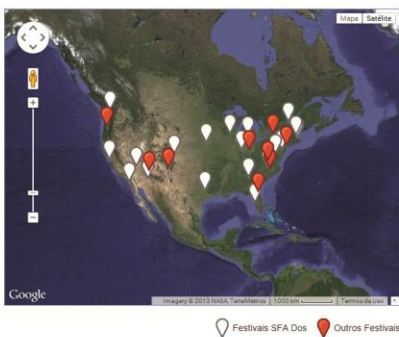 Mapa Satélite
Google
Imagery © 2013 NASA, TerraMetrics 1000 km Termos de Uso
Festivais SFA Dos Outros Festivais